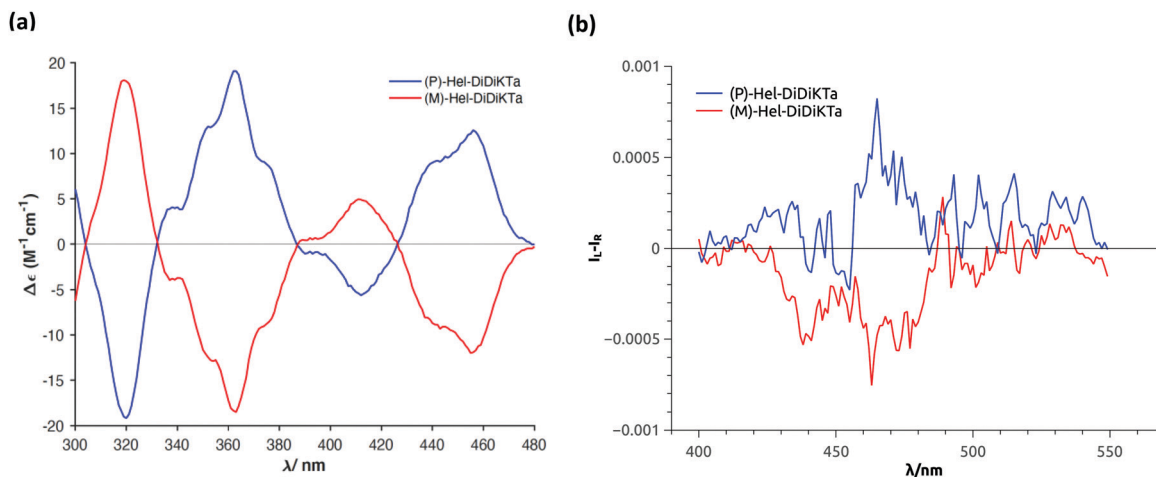 (a)
20
15
10
5
0
-5
-10
-15
-20
Δϵ (M⁻¹cm⁻¹)
(P)-Hel-DiDiKTa
(M)-Hel-DiDiKTa
300 320 340 360 380 400 420 440 460 480
λ/ nm
(b)
0.001
0.0005
0
−0.0005
−0.001
I_L-I_R
(P)-Hel-DiDiKTa
(M)-Hel-DiDiKTa
400 450 500 550
λ/nm